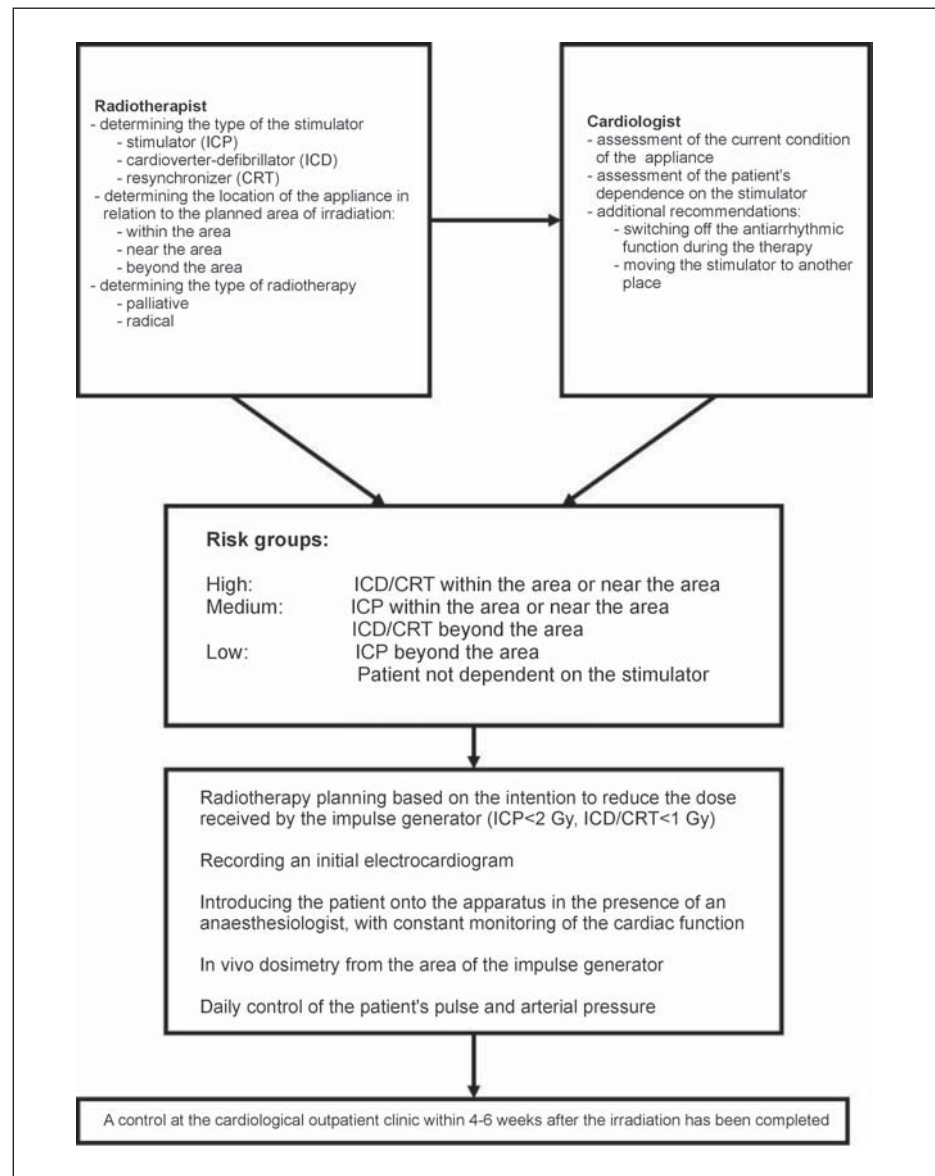 Radiotherapist
- determining the type of the stimulator
- stimulator (ICP)
- cardioverter-defibrillator (ICD)
- resynchronizer (CRT)
- determining the location of the appliance in
relation to the planned area of irradiation:
- within the area
- near the area
- beyond the area
- determining the type of radiotherapy
- palliative
- radical
Cardiologist
- assessment of the current condition
of the appliance
- assessment of the patient's
dependence on the stimulator
- additional recommendations:
- switching off the antiarrhythmic
function during the therapy
- moving the stimulator to another
place
Risk groups:
High: ICD/CRT within the area or near the area
Medium: ICP within the area or near the area
ICD/CRT beyond the area
Low: ICP beyond the area
Patient not dependent on the stimulator
Radiotherapy planning based on the intention to reduce the dose
received by the impulse generator (ICP<2 Gy, ICD/CRT<1 Gy)
Recording an initial electrocardiogram
Introducing the patient onto the apparatus in the presence of an
anaesthesiologist, with constant monitoring of the cardiac function
In vivo dosimetry from the area of the impulse generator
Daily control of the patient's pulse and arterial pressure
A control at the cardiological outpatient clinic within 4-6 weeks after the irradiation has been completed